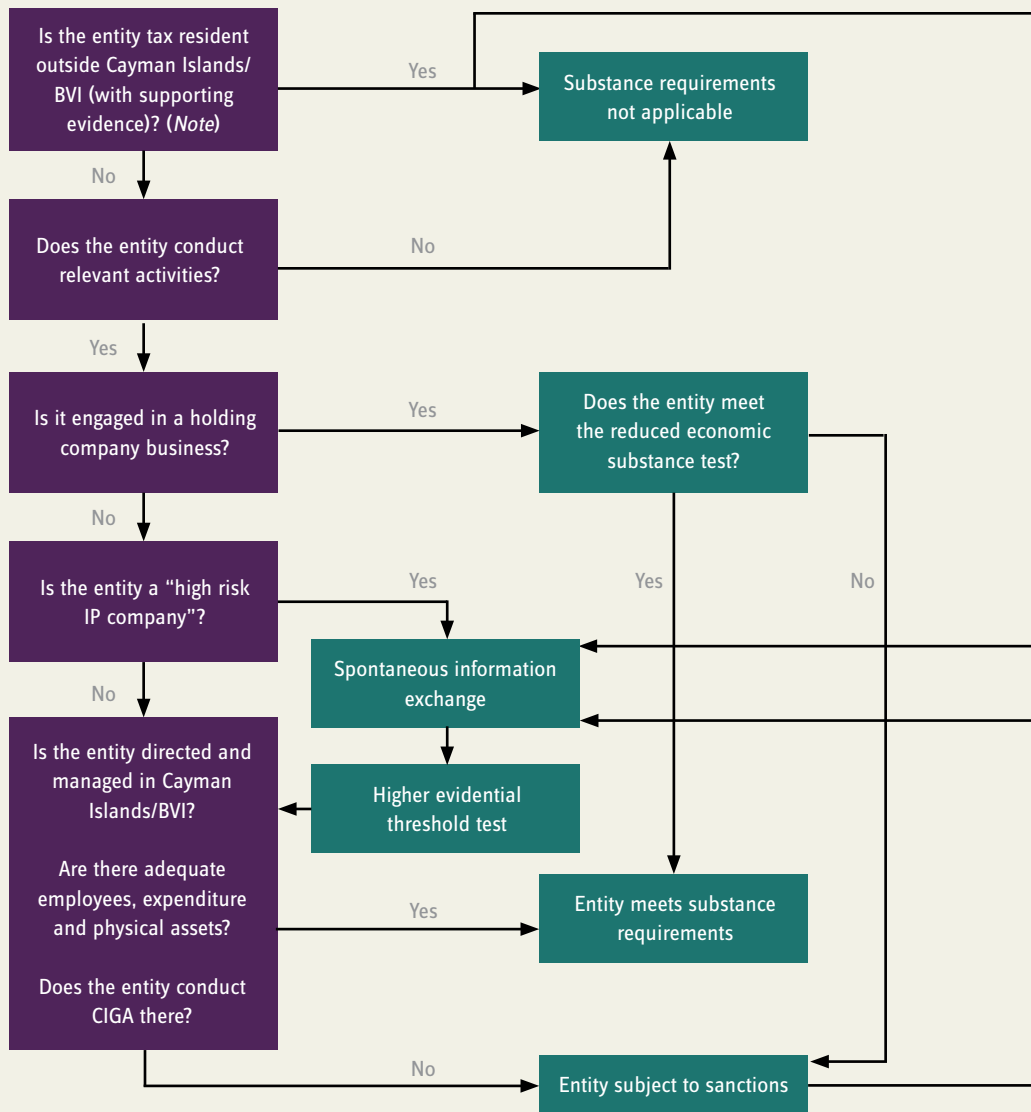 Is the entity tax resident
outside Cayman Islands/
BVI (with supporting
evidence)? (Note)
Yes
Substance requirements
not applicable
No
Does the entity conduct
relevant activities?
No
Yes
Is it engaged in a holding
company business?
Yes
Does the entity meet
the reduced economic
substance test?
No
Is the entity a “high risk
IP company”?
Yes
Yes
No
Spontaneous information
exchange
No
Is the entity directed and
managed in Cayman
Islands/BVI?
Higher evidential
threshold test
Are there adequate
employees, expenditure
and physical assets?
Yes
Entity meets substance
requirements
Does the entity conduct
CIGA there?
No
Entity subject to sanctions